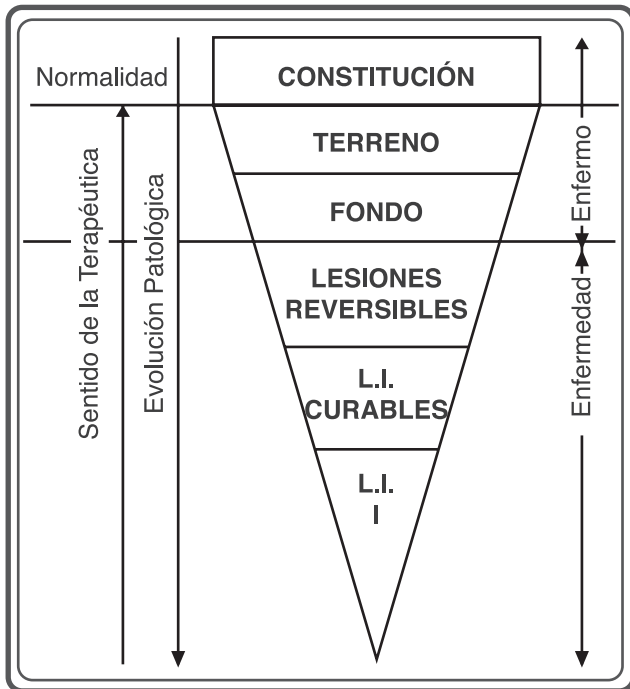 Normalidad
CONSTITUCIÓN
TERRENO
FONDO
LESIONES
REVERSIBLES
L.I.
CURABLES
L.I.
I
Sentido de la Terapéutica
Evolución Patológica
Enfermo
Enfermedad